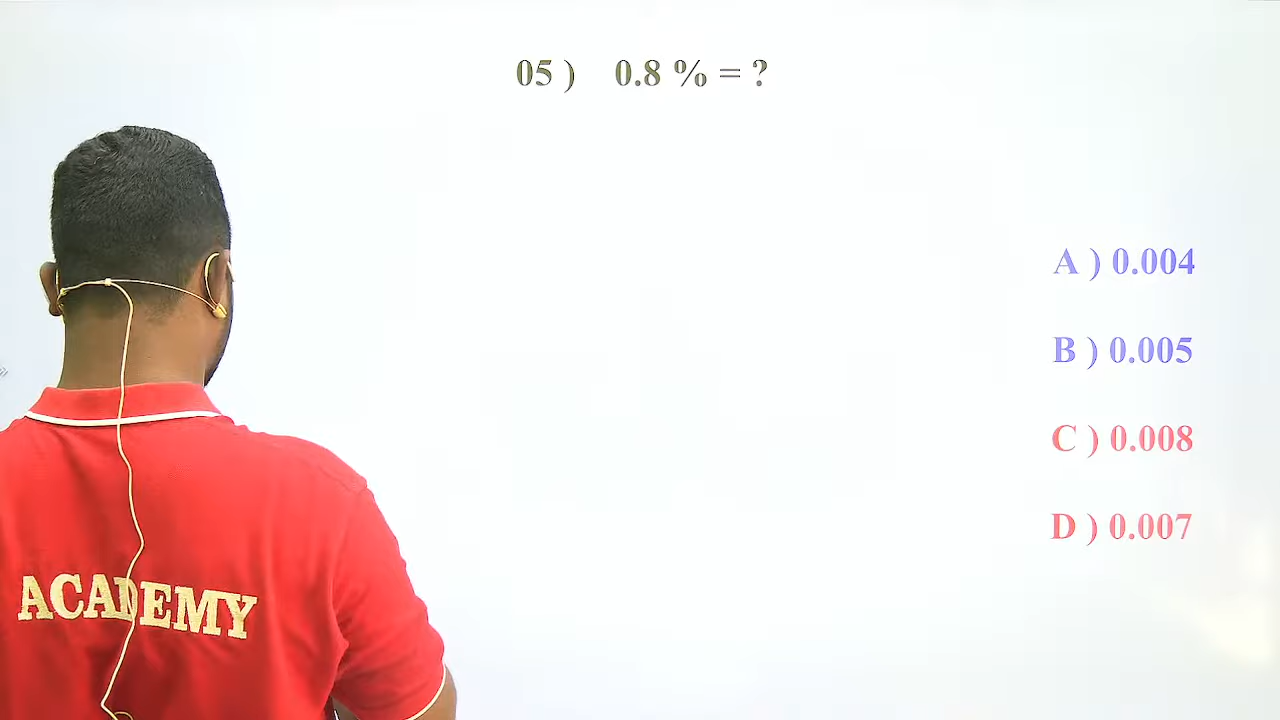 05 ) 0.8 % = ?
A ) 0.004
B ) 0.005
C ) 0.008
D ) 0.007
ACADEMY